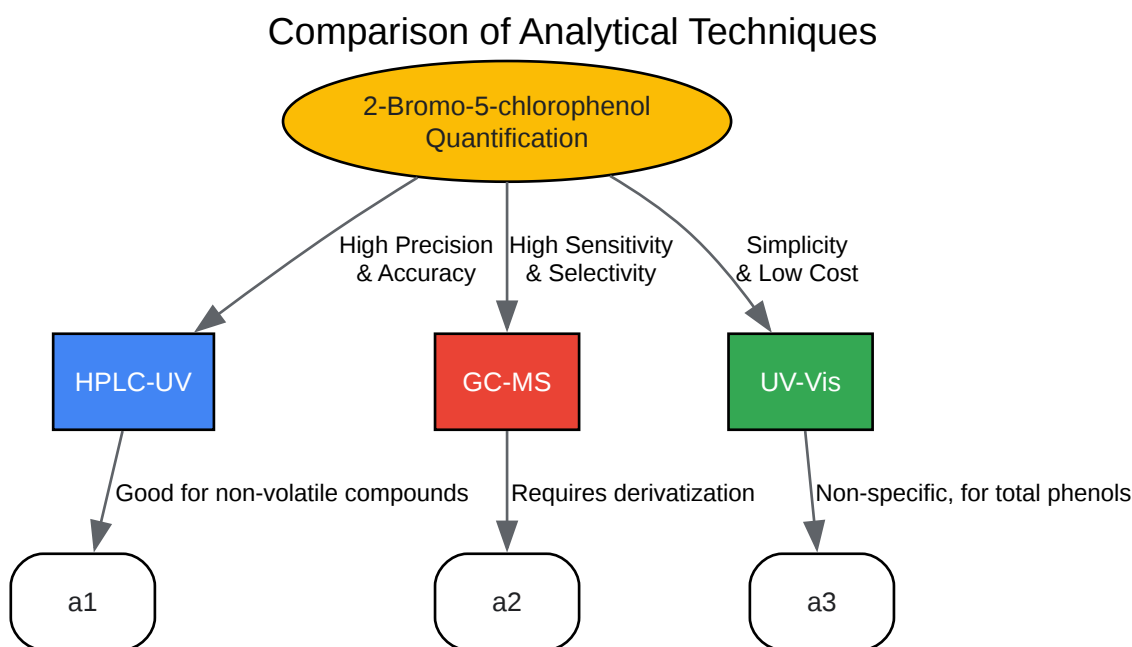 Comparison of Analytical Techniques
2-Bromo-5-chlorophenol
Quantification
High Precision
& Accuracy
High Sensitivity
& Selectivity
Simplicity
& Low Cost
HPLC-UV
GC-MS
UV-Vis
Good for non-volatile compounds
Requires derivatization
Non-specific, for total phenols
a1
a2
a3